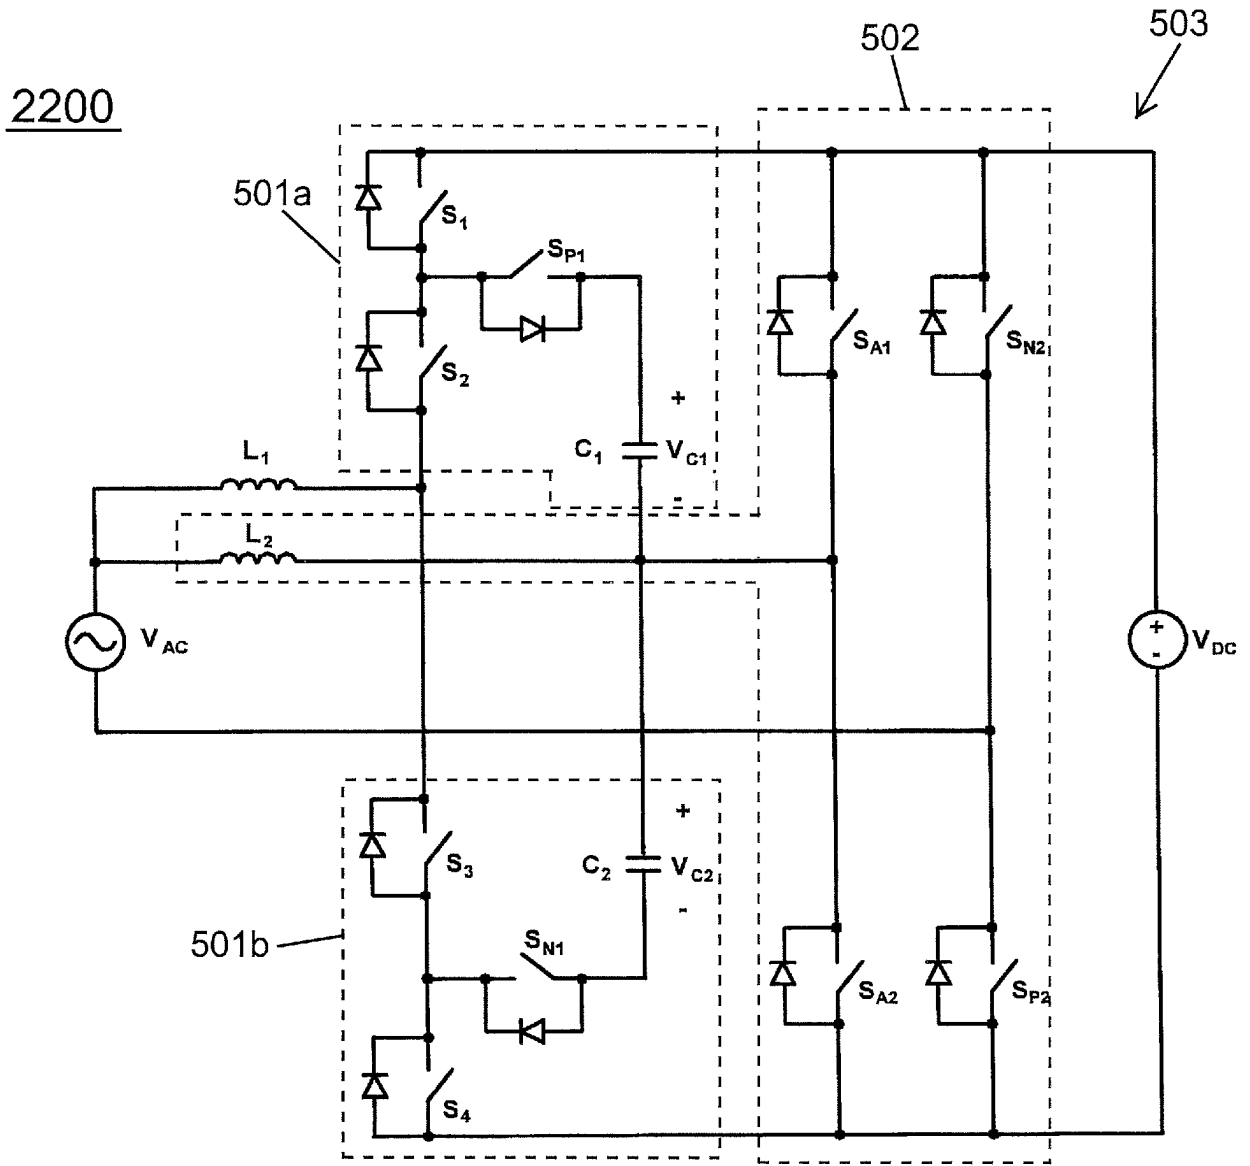 503
502
2200
501a
S1
SP1
S2
SA1
SN2
+
C1
VC1
-
L1
L2
VAC
+
-
VDC
+
S3
C2
VC2
-
501b
SN1
SA2
SP2
S4